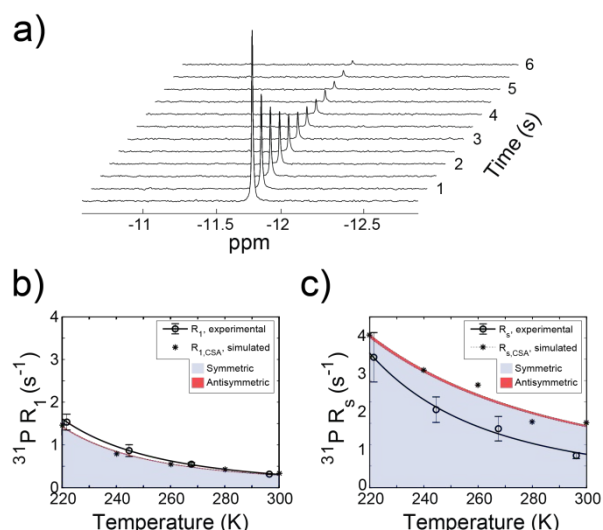 a)
6
5
4
3
2
1
Time (s)
-11 -11.5 -12 -12.5
ppm
b)
4
3
2
1
0
³¹P R₁ (s⁻¹)
R₁, experimental
R₁,CSA, simulated
Symmetric
Antisymmetric
220 240 260 280 300
Temperature (K)
c)
4
3
2
1
0
³¹P Rₛ (s⁻¹)
Rₛ, experimental
Rₛ,CSA, simulated
Symmetric
Antisymmetric
220 240 260 280 300
Temperature (K)